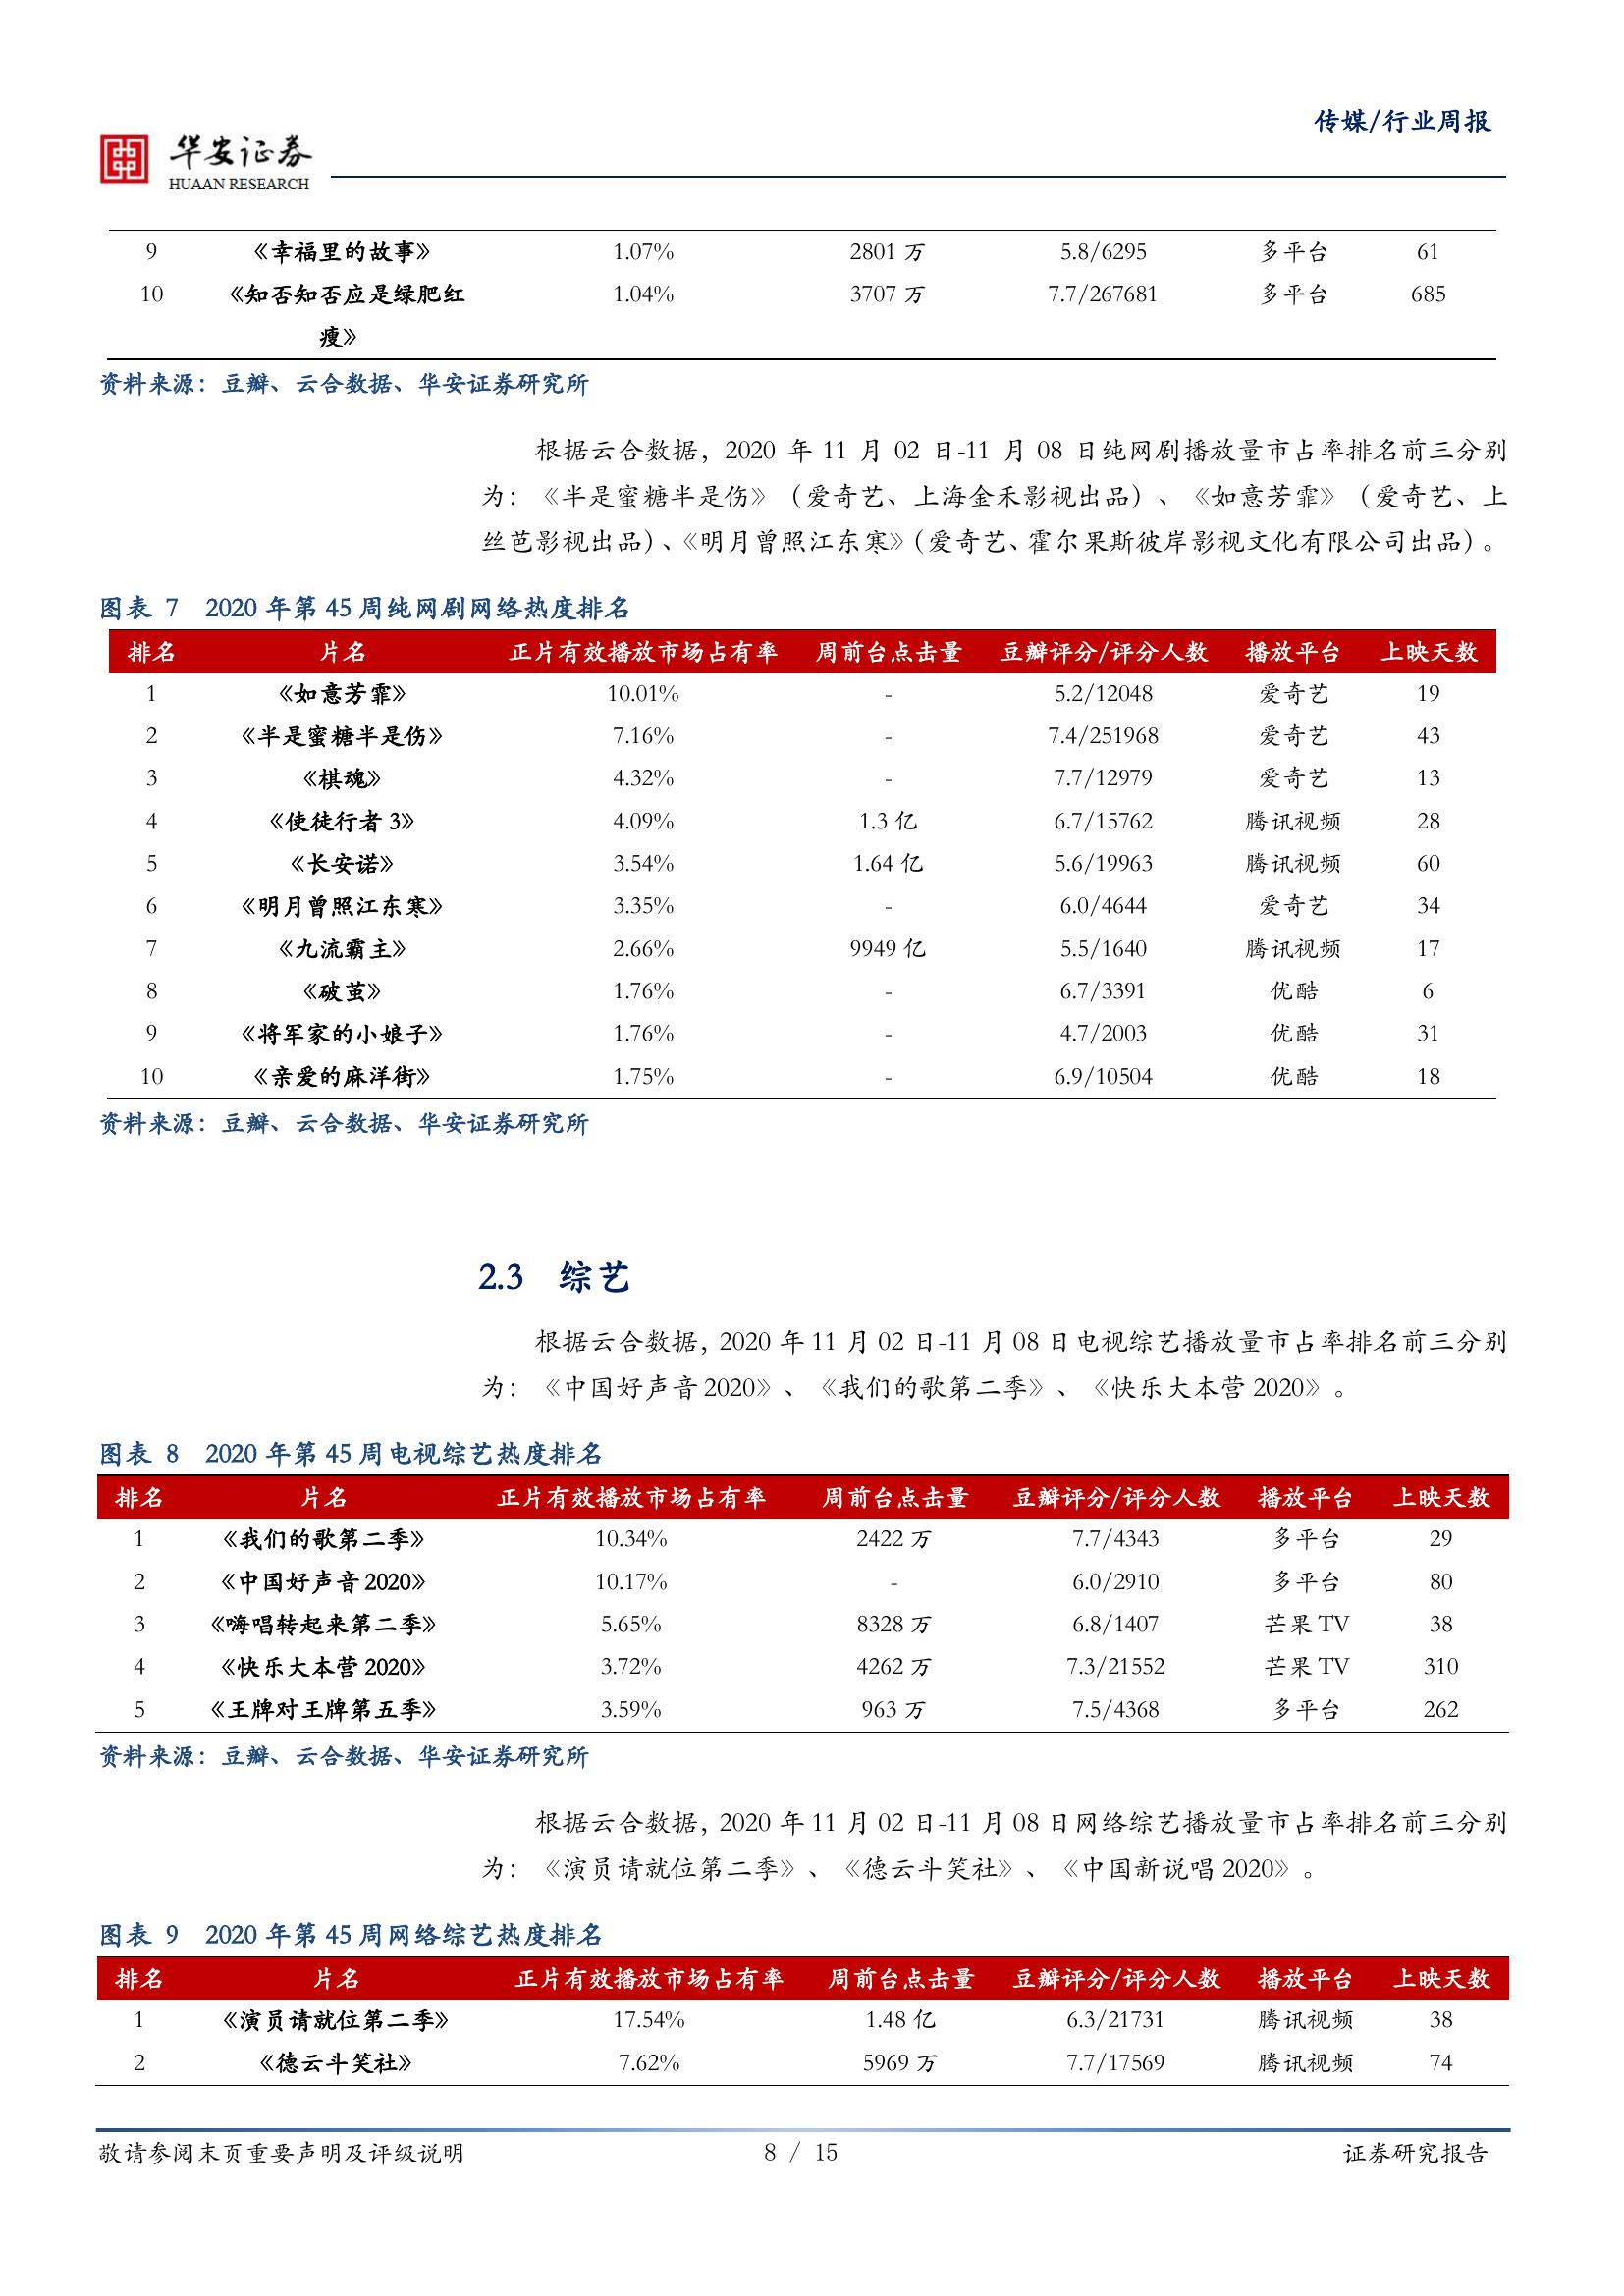 传媒/行业周报
华安证券
HUAAN RESEARCH
9 《幸福里的故事》 1.07% 2801 万 5.8/6295 多平台 61
10 《知否知否应是绿肥红 1.04% 3707 万 7.7/267681 多平台 685
瘦》
资料来源：豆瓣、云合数据、华安证券研究所
根据云合数据，2020 年 11 月 02 日-11 月 08 日纯网剧播放量市占率排名前三分别
为：《半是蜜糖半是伤》（爱奇艺、上海金禾影视出品）、《如意芳霏》（爱奇艺、上
丝芭影视出品）、《明月曾照江东寒》（爱奇艺、霍尔果斯彼岸影视文化有限公司出品）。
图表 7 2020 年第 45 周纯网剧网络热度排名
排名 片名 正片有效播放市场占有率 周前台点击量 豆瓣评分/评分人数 播放平台 上映天数
1 《如意芳霏》 10.01% - 5.2/12048 爱奇艺 19
2 《半是蜜糖半是伤》 7.16% - 7.4/251968 爱奇艺 43
3 《棋魂》 4.32% - 7.7/12979 爱奇艺 13
4 《使徒行者 3》 4.09% 1.3 亿 6.7/15762 腾讯视频 28
5 《长安诺》 3.54% 1.64 亿 5.6/19963 腾讯视频 60
6 《明月曾照江东寒》 3.35% - 6.0/4644 爱奇艺 34
7 《九流霸主》 2.66% 9949 亿 5.5/1640 腾讯视频 17
8 《破茧》 1.76% - 6.7/3391 优酷 6
9 《将军家的小娘子》 1.76% - 4.7/2003 优酷 31
10 《亲爱的麻洋街》 1.75% - 6.9/10504 优酷 18
资料来源：豆瓣、云合数据、华安证券研究所
2.3 综艺
根据云合数据，2020 年 11 月 02 日-11 月 08 日电视综艺播放量市占率排名前三分别
为：《中国好声音 2020》、《我们的歌第二季》、《快乐大本营 2020》。
图表 8 2020 年第 45 周电视综艺热度排名
排名 片名 正片有效播放市场占有率 周前台点击量 豆瓣评分/评分人数 播放平台 上映天数
1 《我们的歌第二季》 10.34% 2422 万 7.7/4343 多平台 29
2 《中国好声音 2020》 10.17% - 6.0/2910 多平台 80
3 《嗨唱转起来第二季》 5.65% 8328 万 6.8/1407 芒果 TV 38
4 《快乐大本营 2020》 3.72% 4262 万 7.3/21552 芒果 TV 310
5 《王牌对王牌第五季》 3.59% 963 万 7.5/4368 多平台 262
资料来源：豆瓣、云合数据、华安证券研究所
根据云合数据，2020 年 11 月 02 日-11 月 08 日网络综艺播放量市占率排名前三分别
为：《演员请就位第二季》、《德云斗笑社》、《中国新说唱 2020》。
图表 9 2020 年第 45 周网络综艺热度排名
排名 片名 正片有效播放市场占有率 周前台点击量 豆瓣评分/评分人数 播放平台 上映天数
1 《演员请就位第二季》 17.54% 1.48 亿 6.3/21731 腾讯视频 38
2 《德云斗笑社》 7.62% 5969 万 7.7/17569 腾讯视频 74
敬请参阅末页重要声明及评级说明 8 / 15 证券研究报告